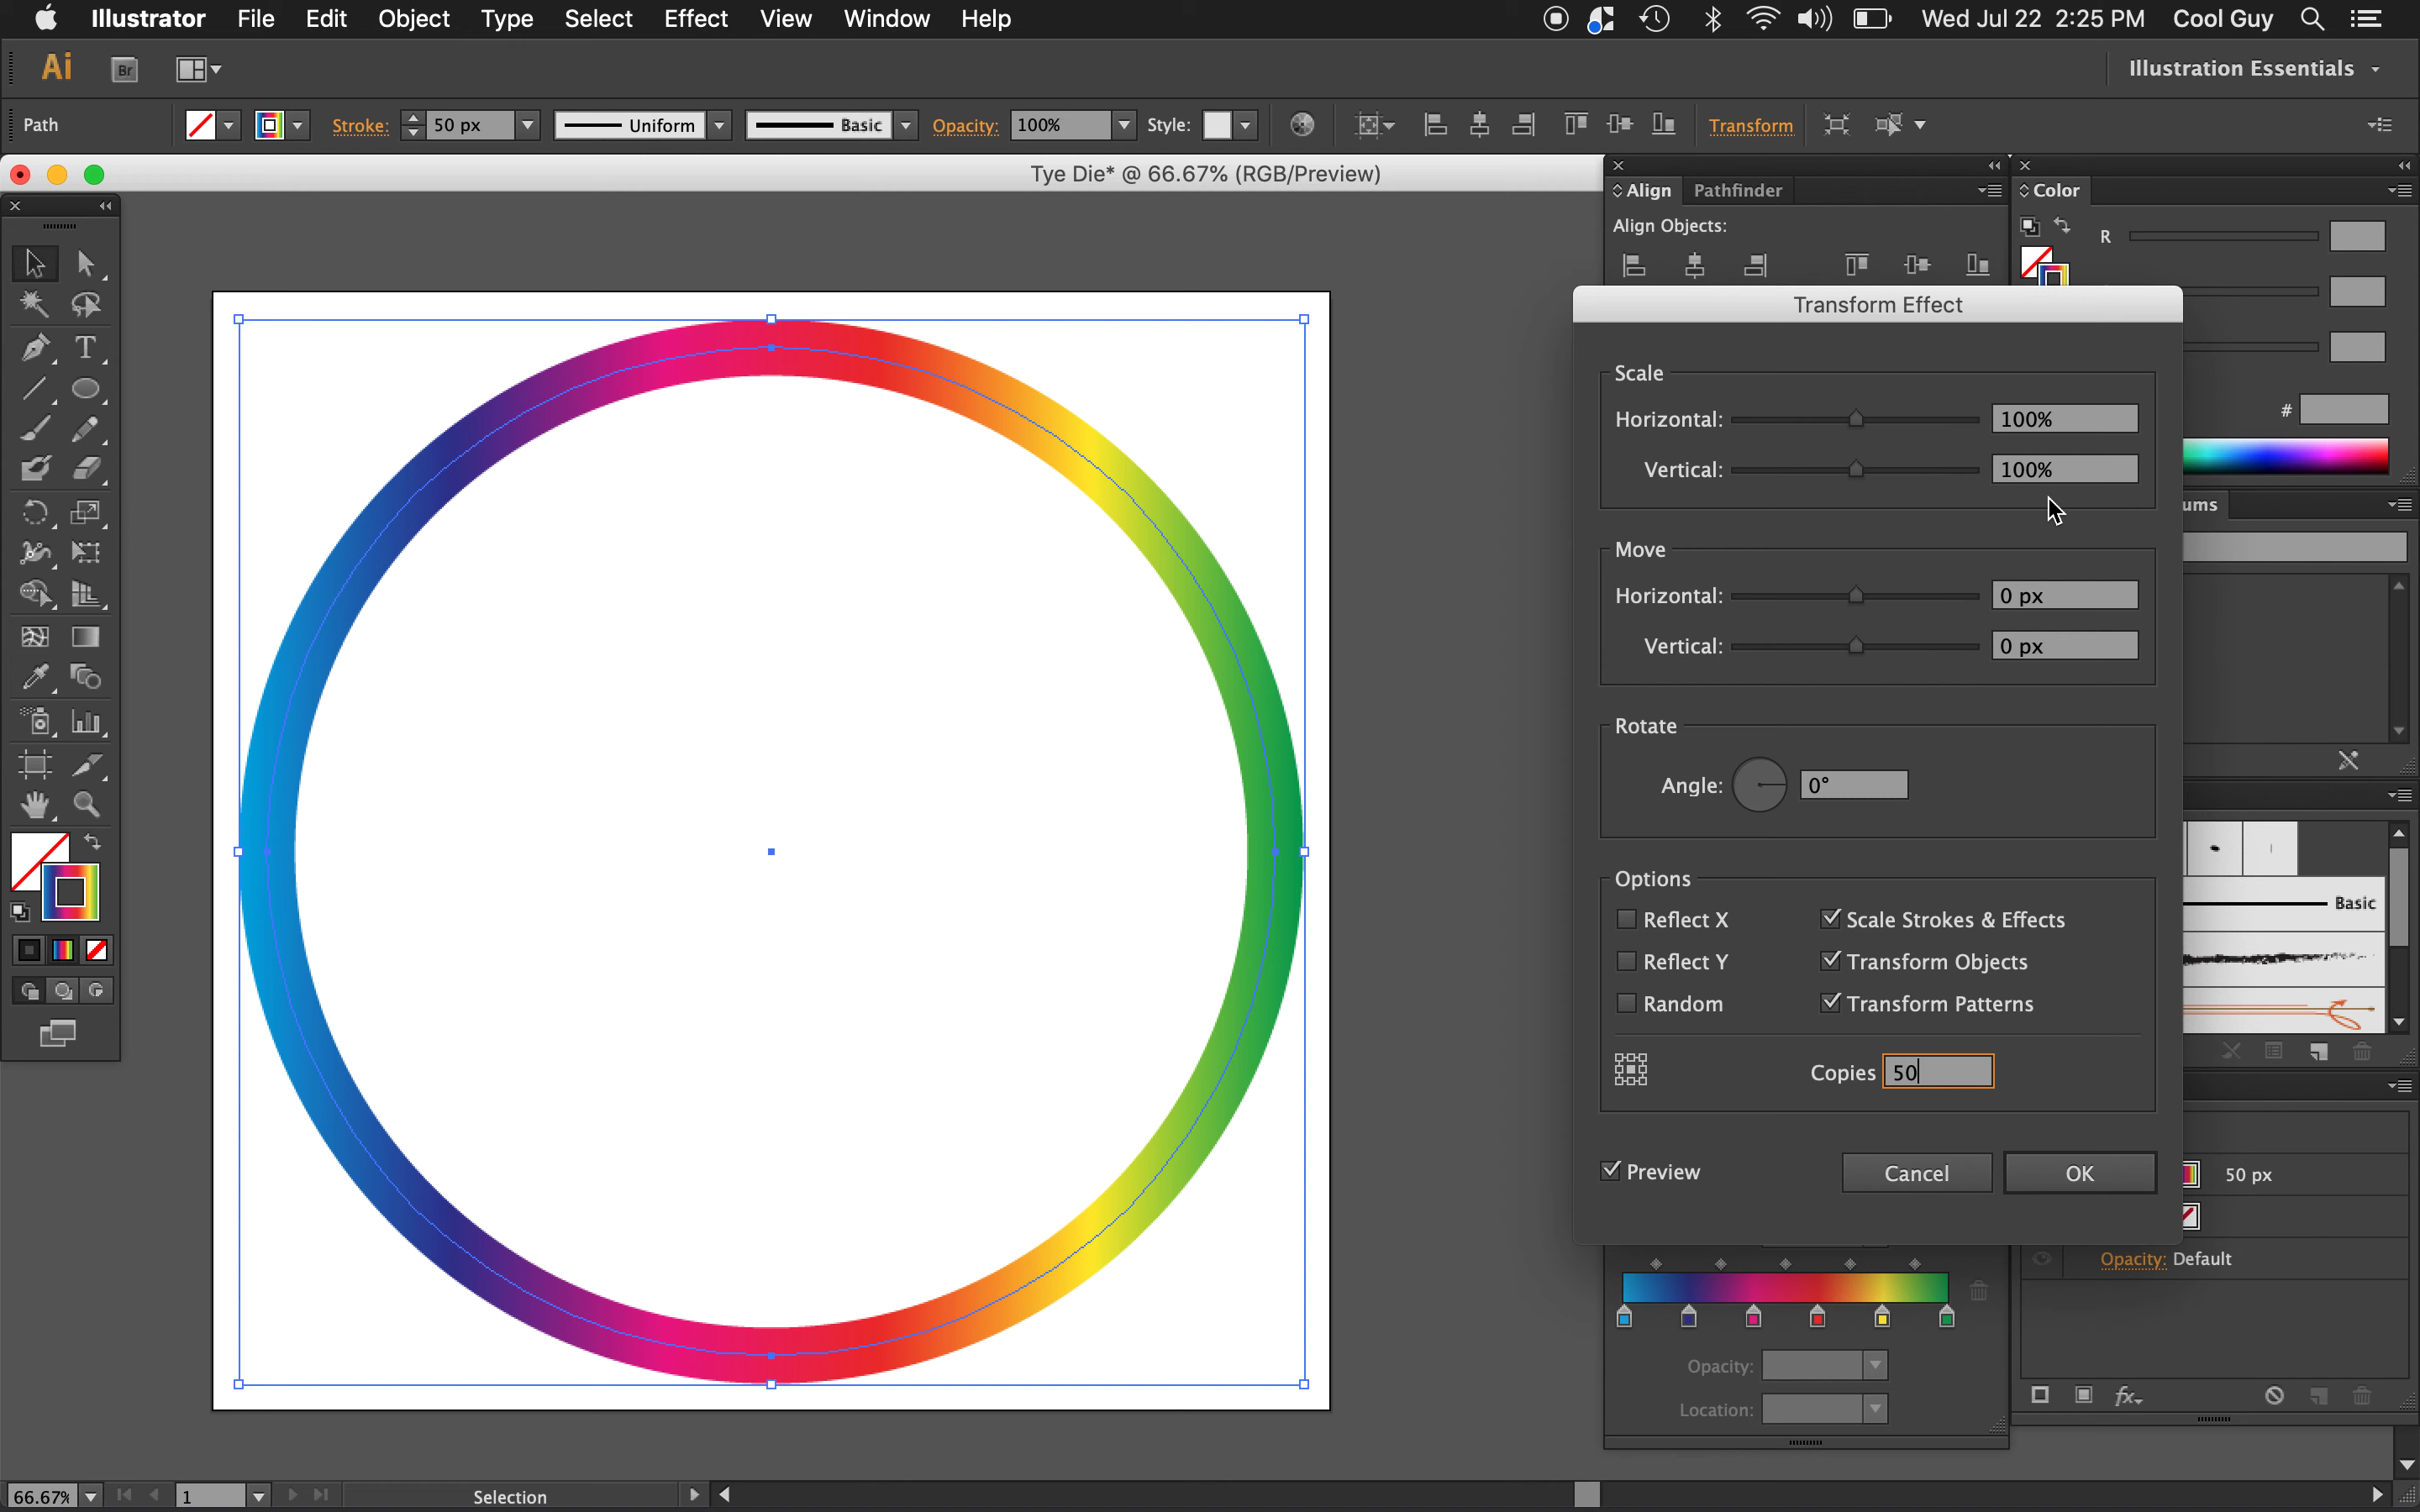 Illustrator File Edit Object Type Select Effect View Window Help Wed Jul 22 2:25 PM Cool Guy
Ai Br Illustration Essentials
Path Stroke: 50 px Uniform Basic Opacity: 100% Style: Transform
Tye Die* @ 66.67% (RGB/Preview)
Align Pathfinder
Color
Align Objects:
R
#
ums
Transform Effect
Scale
Horizontal: 100%
Vertical: 100%
Move
Horizontal: 0 px
Vertical: 0 px
Rotate
Angle: 0°
Options
Reflect X Scale Strokes & Effects
Reflect Y Transform Objects
Random Transform Patterns
Copies 50
Preview Cancel OK
T
Basic
50 px
Opacity: Default
fx
Opacity:
Location:
66.67% 1 Selection